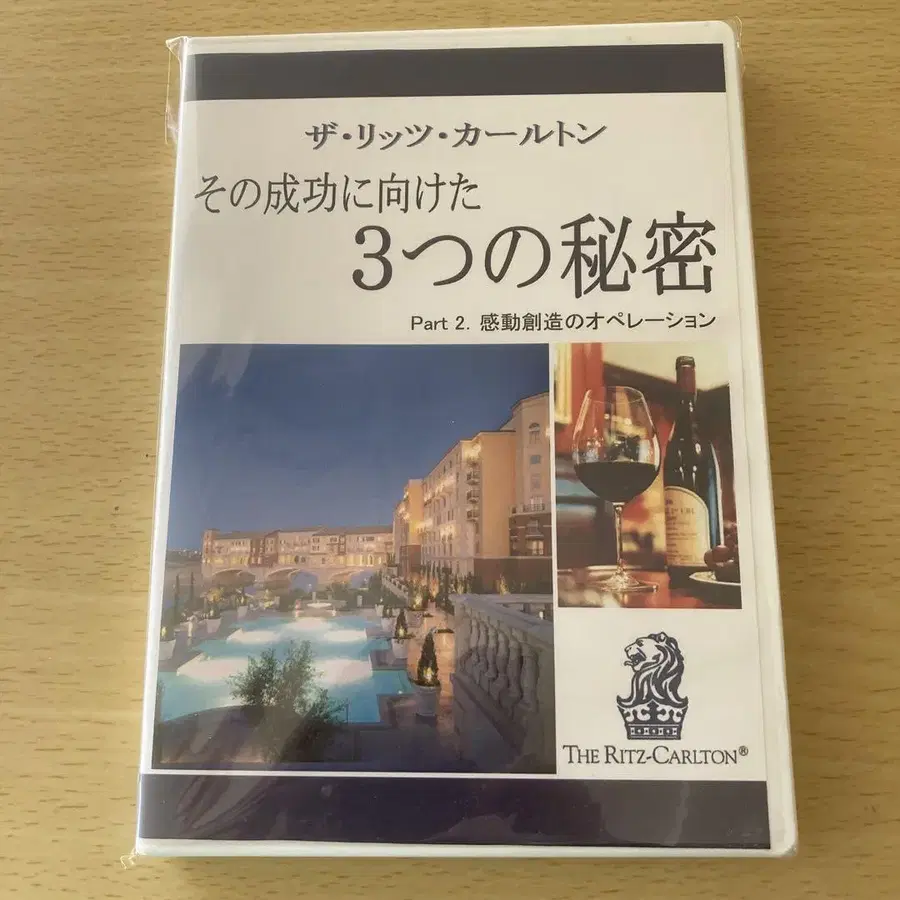 ザ・リッツ・カールトン
その成功に向けた
3つの秘密
Part 2. 感動創造のオペレーション
THE RITZ-CARLTON®